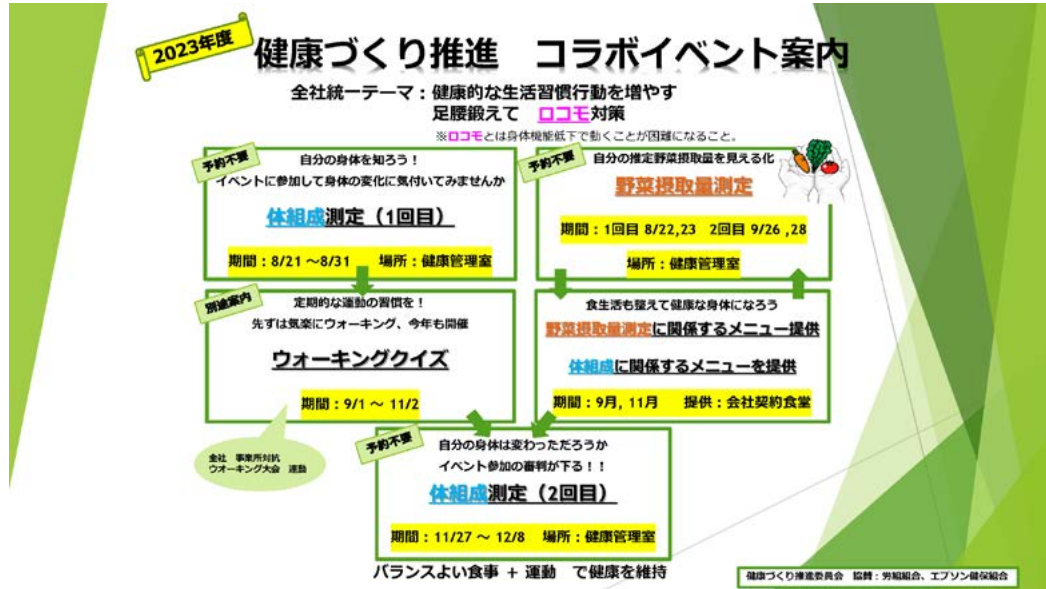 2023年度
健康づくり推進　コラボイベント案内
全社統一テーマ：健康的な生活習慣行動を増やす
足腰鍛えて　ロコモ対策
※ロコモとは身体機能低下で動くことが困難になること。
予約不要
自分の身体を知ろう！
イベントに参加して身体の変化に気付いてみませんか
体組成測定（1回目）
期間：8/21 ～8/31　場所：健康管理室
予約不要
自分の推定野菜摂取量を見える化
野菜摂取量測定
期間：1回目 8/22,23　2回目 9/26 ,28
場所：健康管理室
別途案内
定期的な運動の習慣を！
先ずは気楽にウォーキング、今年も開催
ウォーキングクイズ
期間：9/1 ～ 11/2
全社　事業所対抗
ウオーキング大会　連動
食生活も整えて健康な身体になろう
野菜摂取量測定に関係するメニュー提供
体組成に関係するメニューを提供
期間：9月, 11月　提供：会社契約食堂
予約不要
自分の身体は変わっただろうか
イベント参加の審判が下る！！
体組成測定（2回目）
期間：11/27 ～ 12/8　場所：健康管理室
バランスよい食事 + 運動　で健康を維持
健康づくり推進委員会　協賛：労組組合、エプソン健保組合